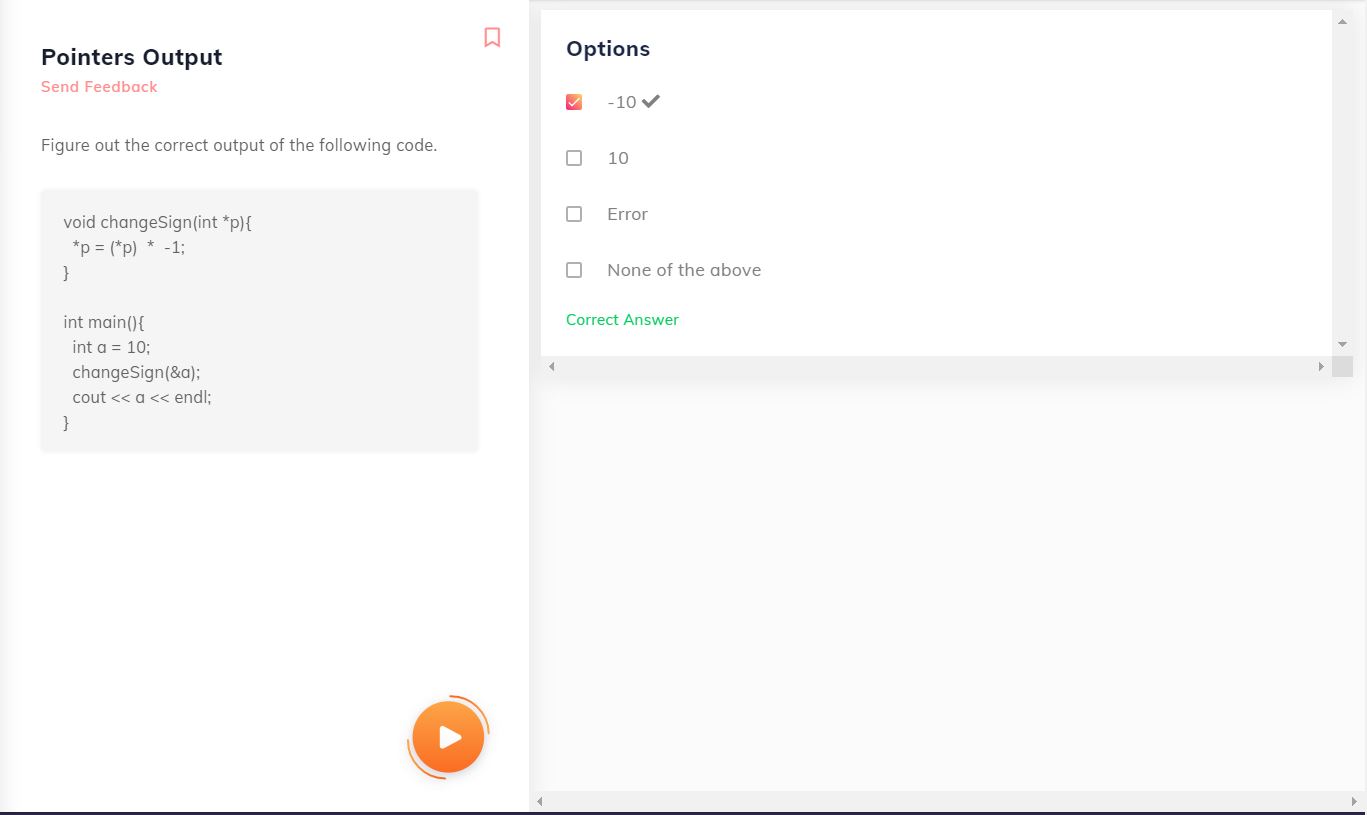 Pointers Output
Send Feedback
Figure out the correct output of the following code.
void changeSign(int *p){
  *p = (*p)  *  -1;
}
int main(){
  int a = 10;
  changeSign(&a);
  cout << a << endl;
}
Options
-10
10
Error
None of the above
Correct Answer